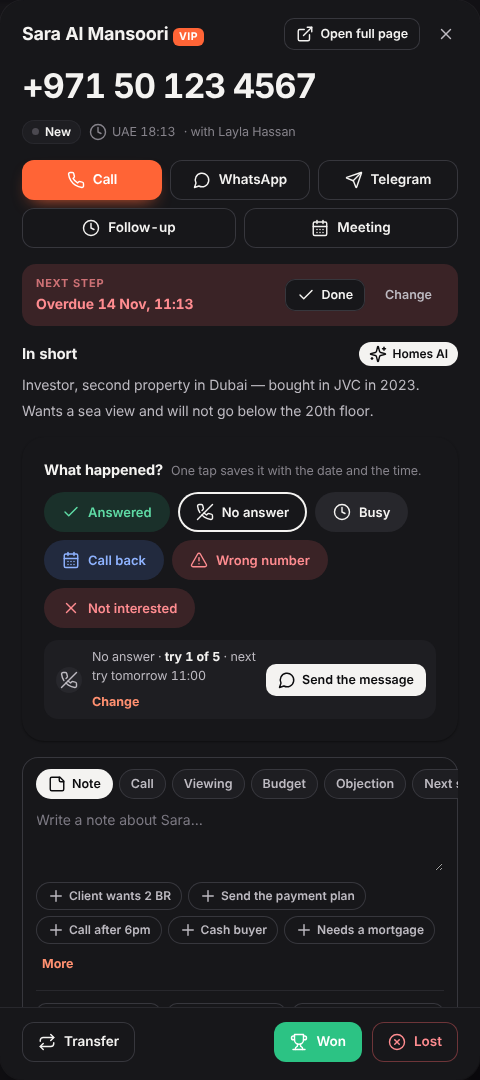 Sara Al Mansoori VIP
Open full page
+971 50 123 4567
New
UAE 18:13 · with Layla Hassan
Call
WhatsApp
Telegram
Follow-up
Meeting
NEXT STEP
Overdue 14 Nov, 11:13
Done
Change
In short
Homes AI
Investor, second property in Dubai — bought in JVC in 2023.
Wants a sea view and will not go below the 20th floor.
What happened? One tap saves it with the date and the time.
Answered
No answer
Busy
Call back
Wrong number
Not interested
No answer · try 1 of 5 · next
try tomorrow 11:00
Change
Send the message
Note
Call
Viewing
Budget
Objection
Next
Write a note about Sara...
Client wants 2 BR
Send the payment plan
Call after 6pm
Cash buyer
Needs a mortgage
More
Transfer
Won
Lost